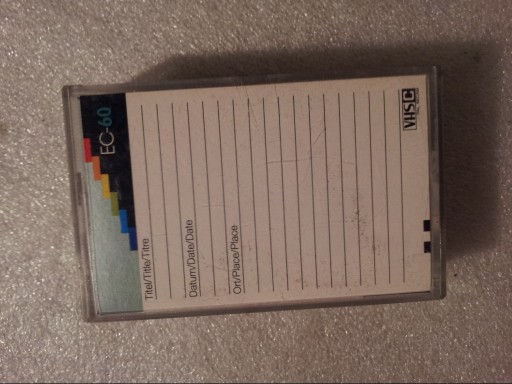 EC-60
Titel/Title/Titre
Datum/Date/Date
Ort/Place/Place
VHS C